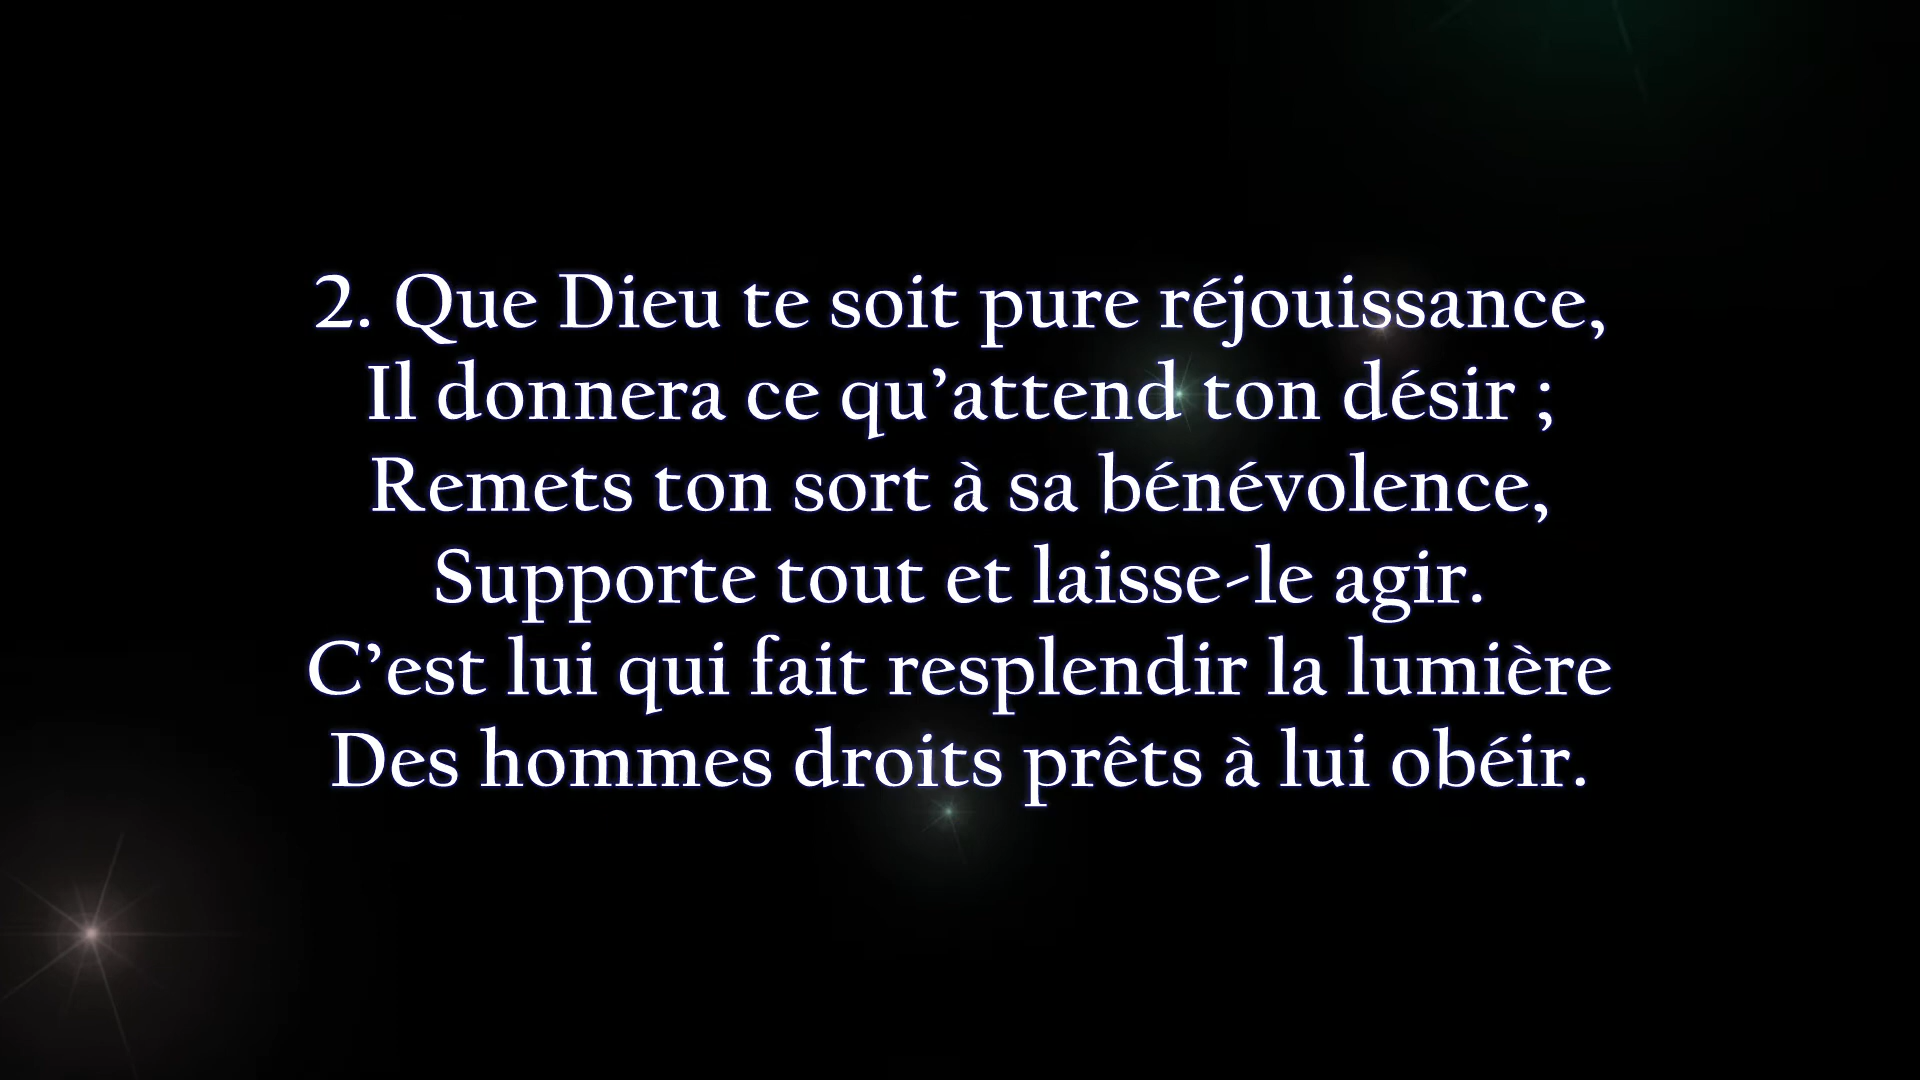 2. Que Dieu te soit pure réjouissance,
Il donnera ce qu’attend ton désir ;
Remets ton sort à sa bénévolence,
Supporte tout et laisse-le agir.
C’est lui qui fait resplendir la lumière
Des hommes droits prêts à lui obéir.